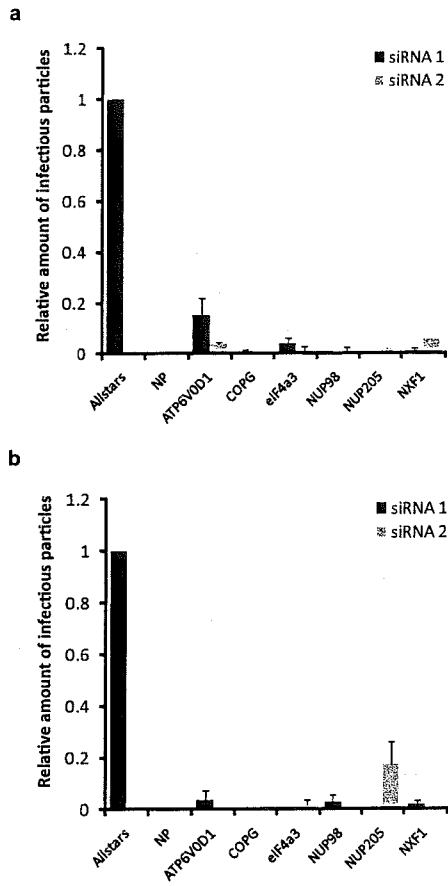 a
Relative amount of infectious particles
1.2
1
0.8
0.6
0.4
0.2
0
siRNA 1
siRNA 2
Allstars
NP
ATP6V0D1
COPG
eIF4a3
NUP98
NUP205
NXF1
b
Relative amount of infectious particles
1.2
1
0.8
0.6
0.4
0.2
0
siRNA 1
siRNA 2
Allstars
NP
ATP6V0D1
COPG
eIF4a3
NUP98
NUP205
NXF1